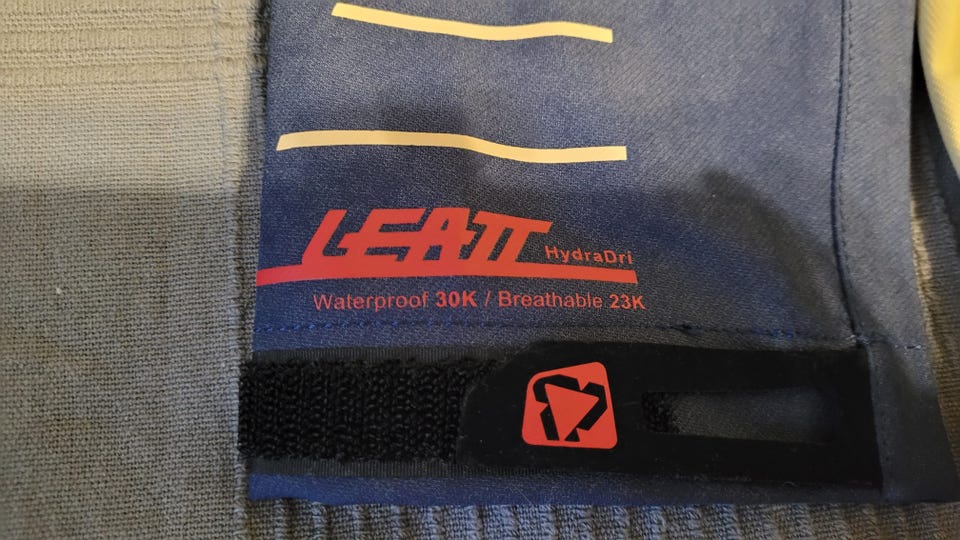 LEATT HydraDri
Waterproof 30K / Breathable 23K